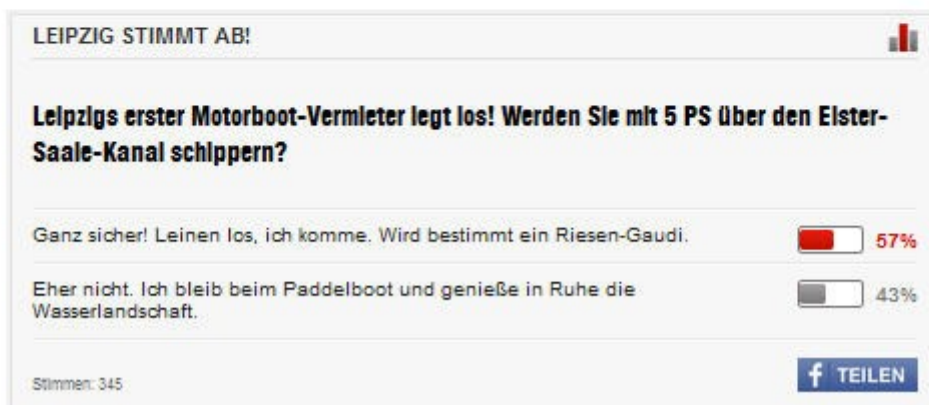 LEIPZIG STIMMT AB!
Leipzigs erster Motorboot-Vermieter legt los! Werden Sie mit 5 PS über den Elster-
Saale-Kanal schippern?
Ganz sicher! Leinen los, ich komme. Wird bestimmt ein Riesen-Gaudi.
57%
Eher nicht. Ich bleib beim Paddelboot und genieße in Ruhe die
Wasserlandschaft.
43%
Stimmen: 345
f TEILEN